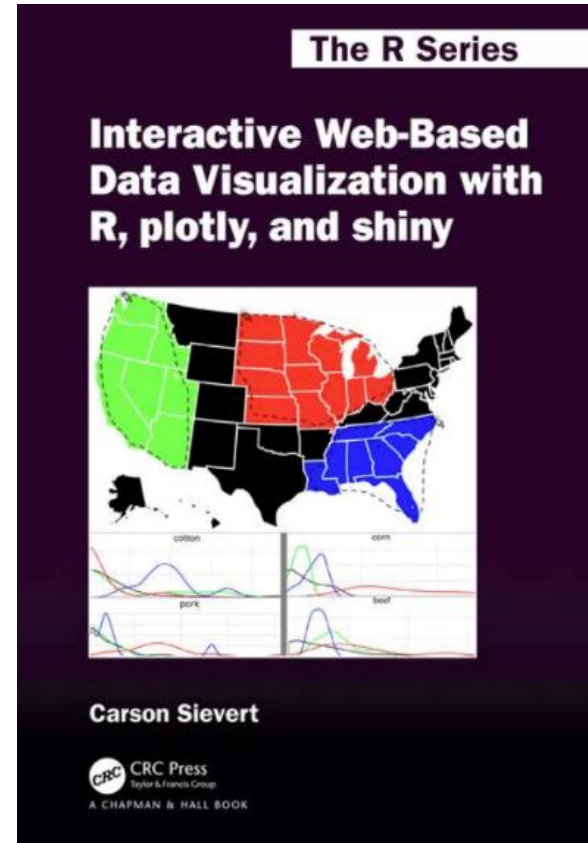 The R Series
Interactive Web-Based
Data Visualization with
R, plotly, and shiny
cotton
corn
pork
beef
Carson Sievert
CRC
CRC Press
Taylor & Francis Group
A CHAPMAN & HALL BOOK